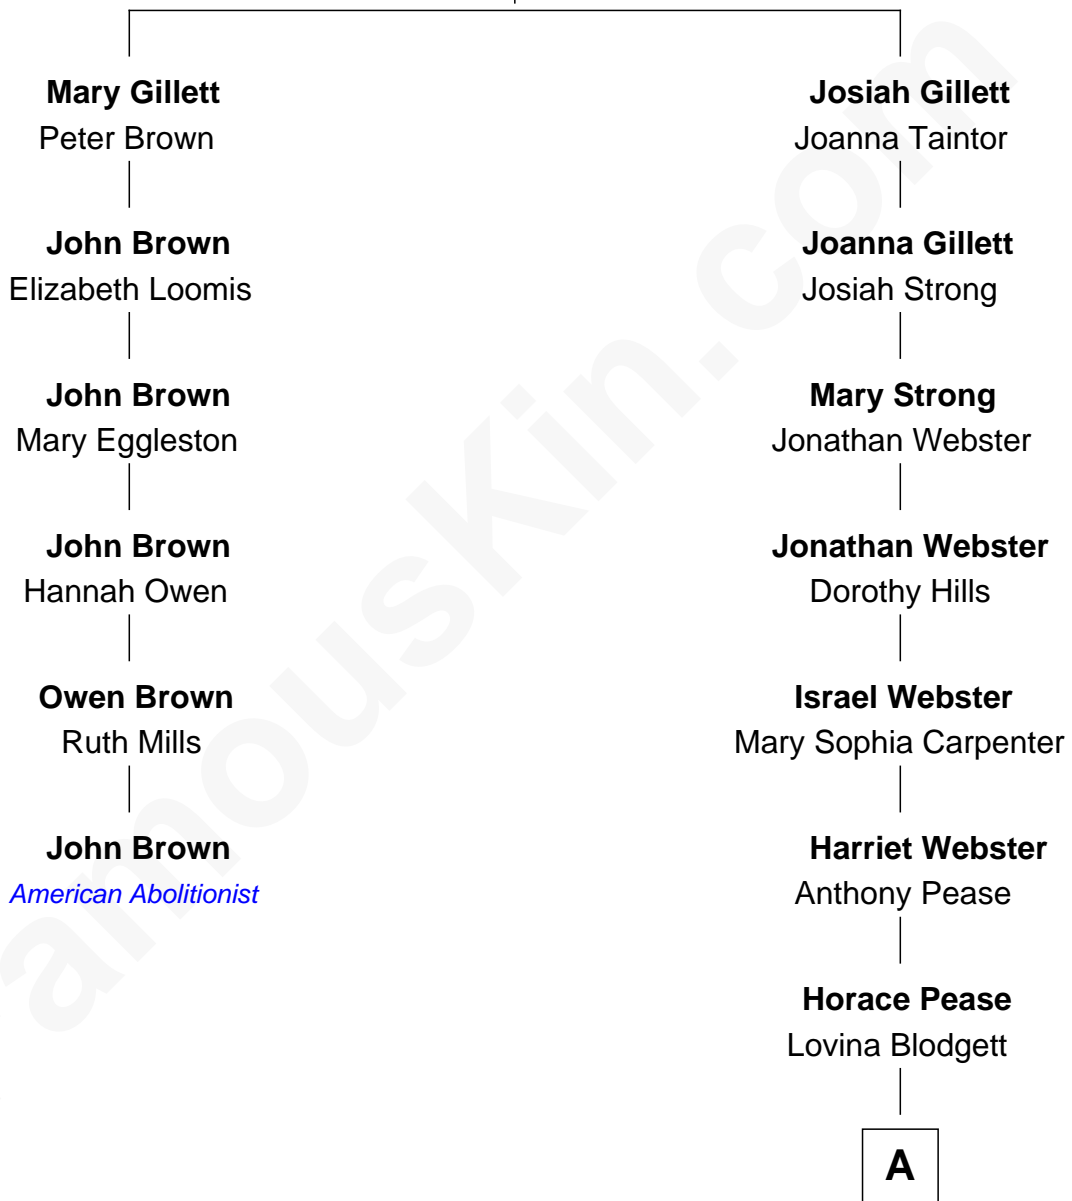 Mary Gillett
Peter Brown
John Brown
Elizabeth Loomis
John Brown
Mary Eggleston
John Brown
Hannah Owen
Owen Brown
Ruth Mills
John Brown
American Abolitionist
Josiah Gillett
Joanna Taintor
Joanna Gillett
Josiah Strong
Mary Strong
Jonathan Webster
Jonathan Webster
Dorothy Hills
Israel Webster
Mary Sophia Carpenter
Harriet Webster
Anthony Pease
Horace Pease
Lovina Blodgett
A
amouskin.com